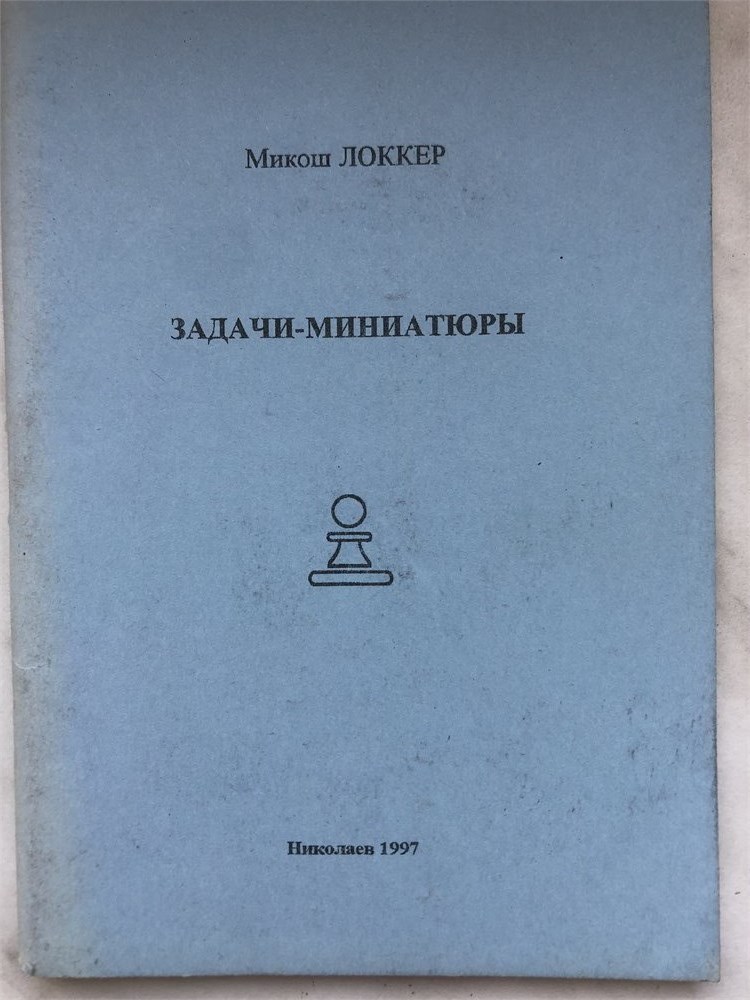 Микош ЛОККЕР
ЗАДАЧИ-МИНИАТЮРЫ
Николаев 1997